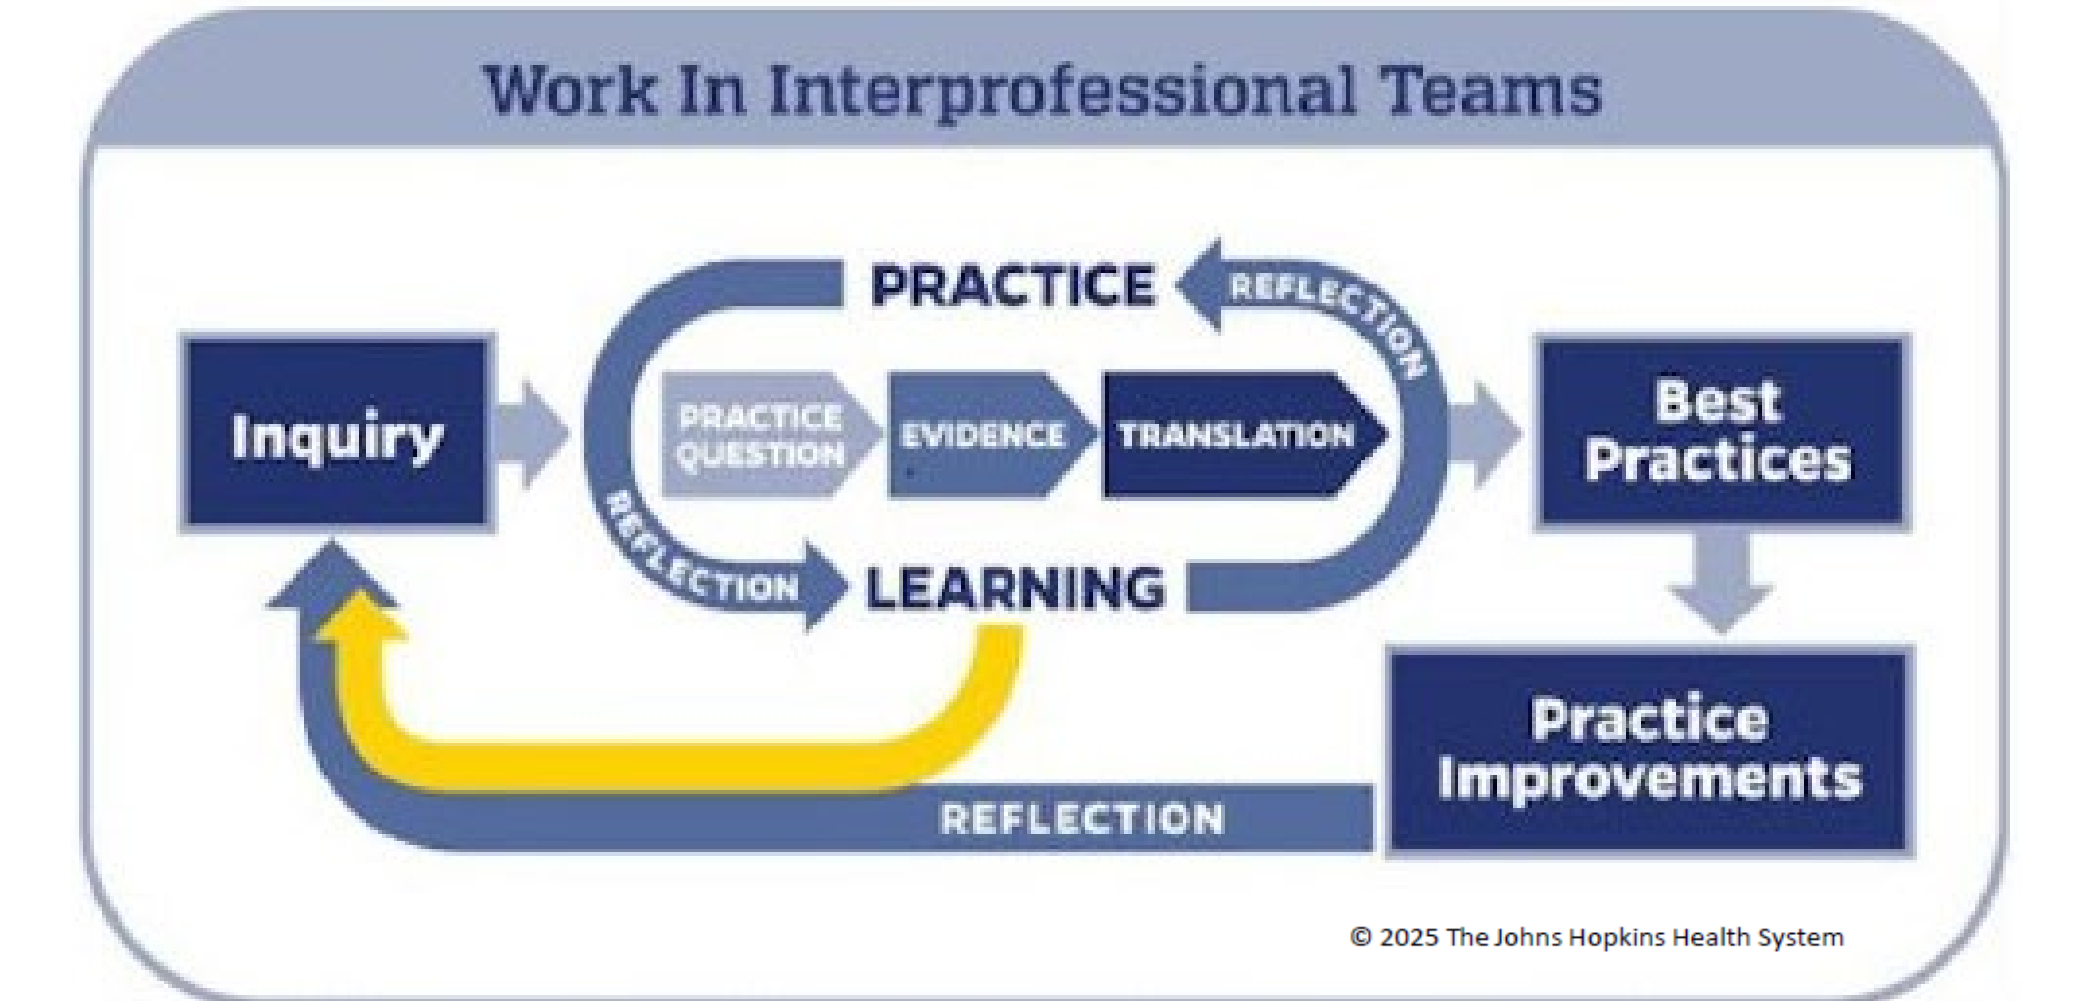 Work In Interprofessional Teams
PRACTICE
REFLECTION
Inquiry
PRACTICE
QUESTION
EVIDENCE
TRANSLATION
Best
Practices
REFLECTION
LEARNING
Practice
Improvements
REFLECTION
© 2025 The Johns Hopkins Health System